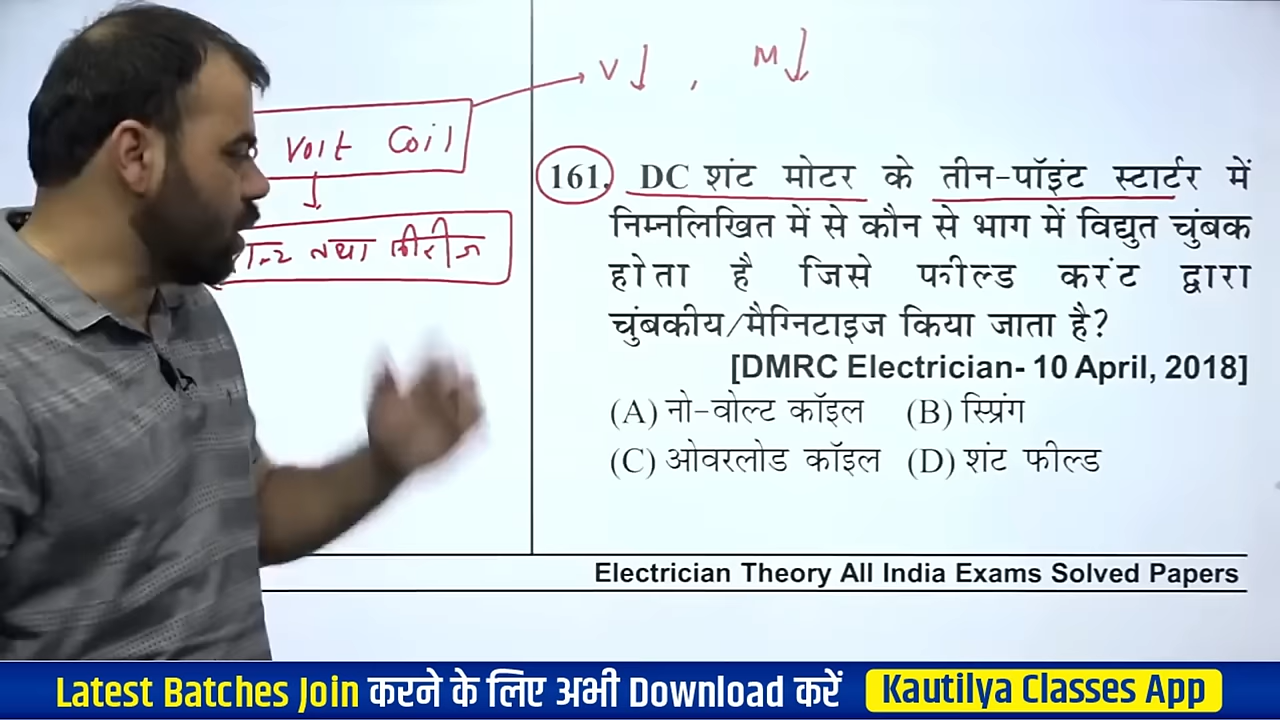 V↓ , M↓
Volt Coil
तथा सीरीज
161. DC शंट मोटर के तीन-पॉइंट स्टार्टर में
निम्नलिखित में से कौन से भाग में विद्युत चुंबक
होता है जिसे फील्ड करंट द्वारा
चुंबकीय/मैग्निटाइज किया जाता है?
[DMRC Electrician- 10 April, 2018]
(A) नो-वोल्ट कॉइल (B) स्प्रिंग
(C) ओवरलोड कॉइल (D) शंट फील्ड
Electrician Theory All India Exams Solved Papers
Latest Batches Join करने के लिए अभी Download करें Kautilya Classes App